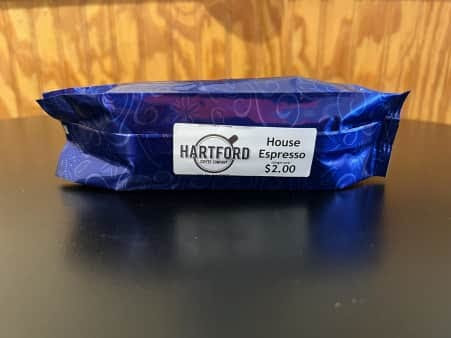 HARTFORD
COFFEE COMPANY
House
Espresso
$2.00